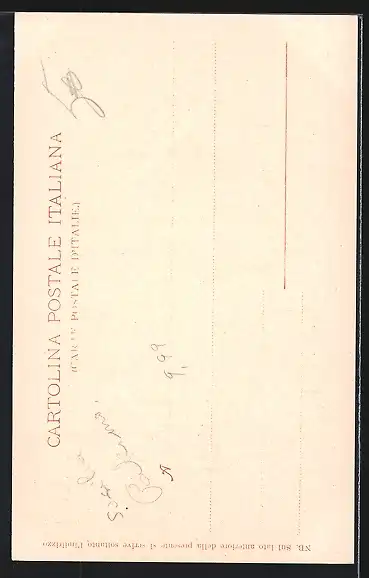 CARTOLINA POSTALE ITALIANA
(CARTE POSTALE D'ITALIE)
9,99
NB. Sul lato anteriore della presente si scrive soltanto l'indirizzo